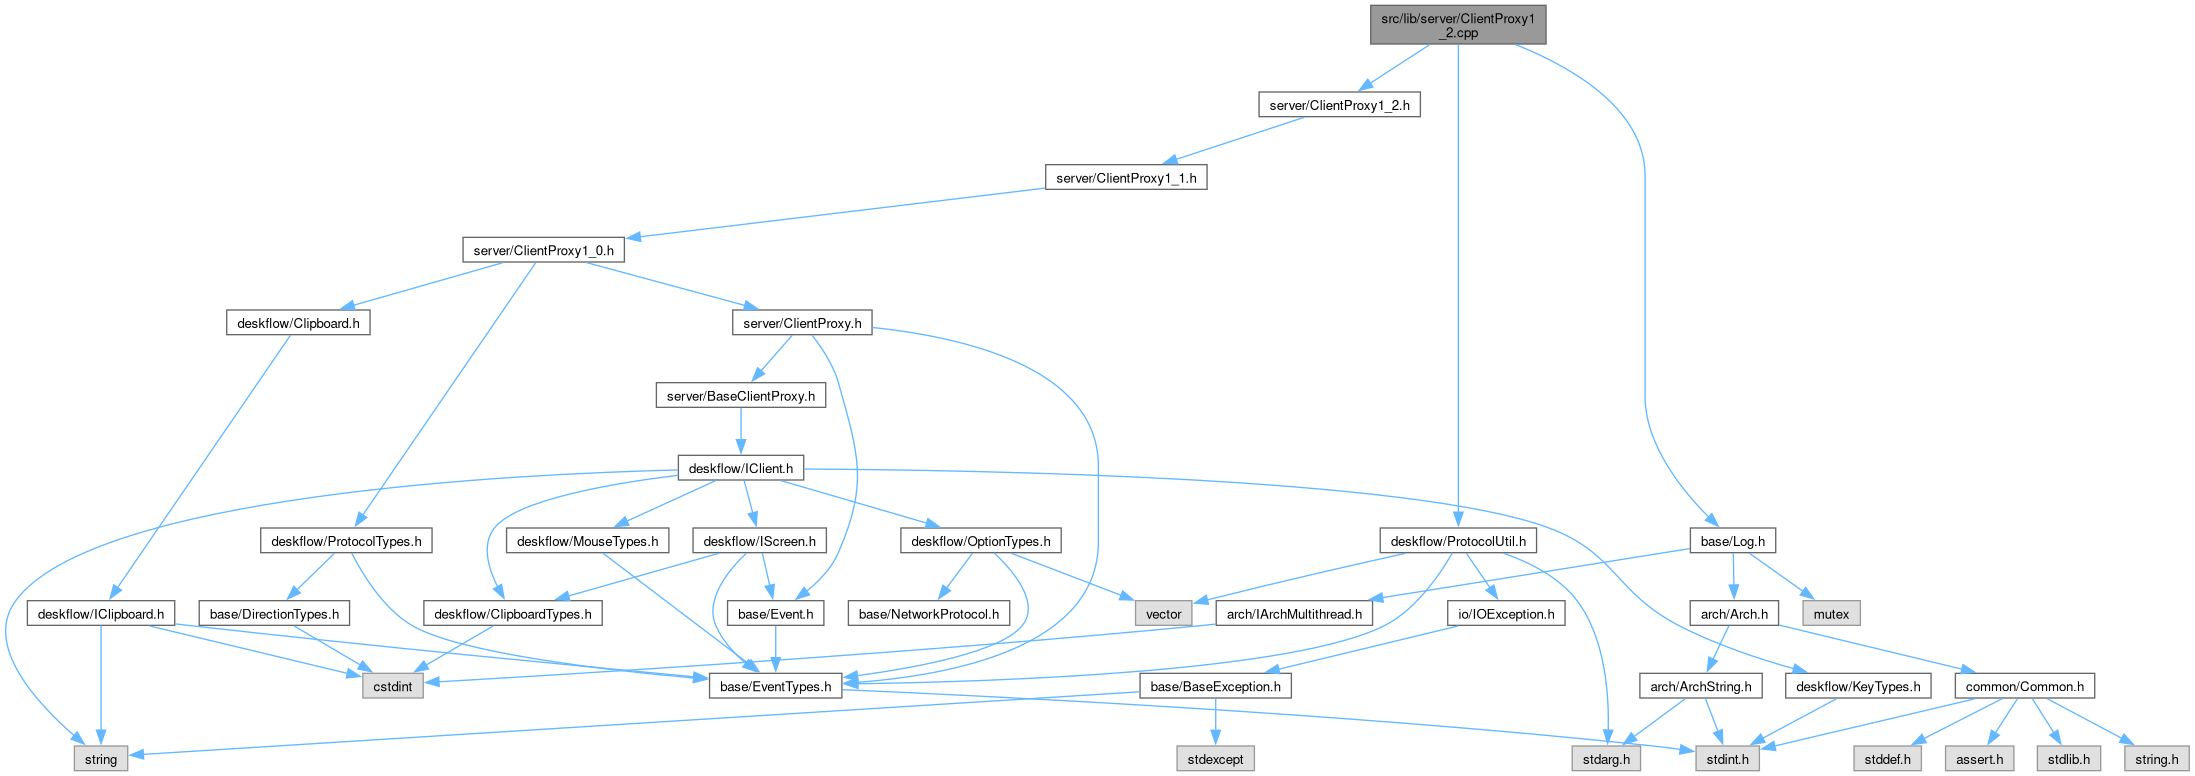 src/lib/server/ClientProxy1
_2.cpp
server/ClientProxy1_2.h
server/ClientProxy1_1.h
server/ClientProxy1_0.h
deskflow/Clipboard.h
server/ClientProxy.h
server/BaseClientProxy.h
deskflow/IClient.h
deskflow/ProtocolTypes.h
deskflow/MouseTypes.h
deskflow/IScreen.h
deskflow/OptionTypes.h
deskflow/ProtocolUtil.h
base/Log.h
deskflow/IClipboard.h
base/DirectionTypes.h
deskflow/ClipboardTypes.h
base/Event.h
base/NetworkProtocol.h
vector
arch/IArchMultithread.h
io/IOException.h
arch/Arch.h
mutex
cstdint
base/EventTypes.h
base/BaseException.h
arch/ArchString.h
deskflow/KeyTypes.h
common/Common.h
string
stdexcept
stdarg.h
stdint.h
stddef.h
assert.h
stdlib.h
string.h